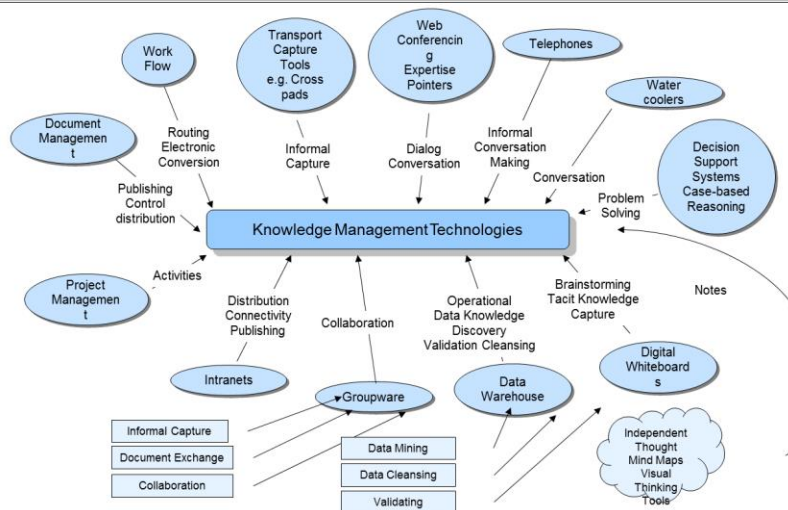 Work
Flow
Transport
Capture
Tools
e.g. Cross
pads
Web
Conferencin
g
Expertise
Pointers
Telephones
Water
coolers
Document
Managemen
t
Routing
Electronic
Conversion
Informal
Capture
Dialog
Conversation
Informal
Conversation
Making
Conversation
Decision
Support
Systems
Case-based
Reasoning
Publishing
Control
distribution
Problem
Solving
Knowledge Management Technologies
Project
Managemen
t
Activities
Distribution
Connectivity
Publishing
Collaboration
Operational
Data Knowledge
Discovery
Validation Cleansing
Brainstorming
Tacit Knowledge
Capture
Notes
Intranets
Groupware
Data
Warehouse
Digital
Whiteboard
s
Informal Capture
Document Exchange
Collaboration
Data Mining
Data Cleansing
Validating
Independent
Thought
Mind Maps
Visual
Thinking
Tools